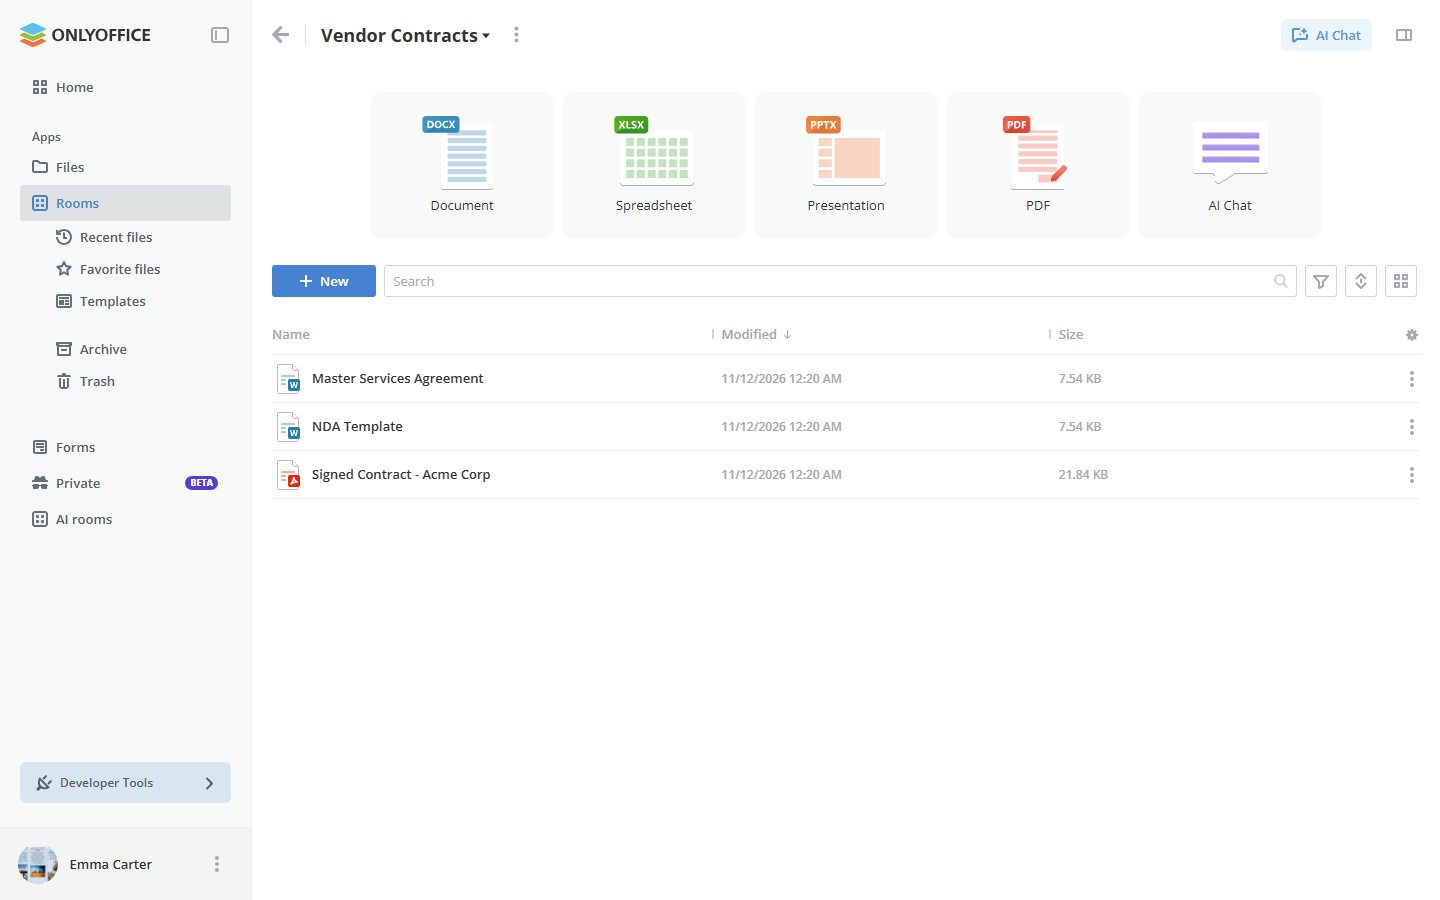 ONLYOFFICE
Home
Apps
Files
Rooms
Recent files
Favorite files
Templates
Archive
Trash
Forms
Private BETA
AI rooms
Developer Tools
Emma Carter
Vendor Contracts
AI Chat
DOCX
Document
XLSX
Spreadsheet
PPTX
Presentation
PDF
PDF
AI Chat
New
Search
Name Modified Size
W Master Services Agreement 11/12/2026 12:20 AM 7.54 KB
W NDA Template 11/12/2026 12:20 AM 7.54 KB
Signed Contract - Acme Corp 11/12/2026 12:20 AM 21.84 KB